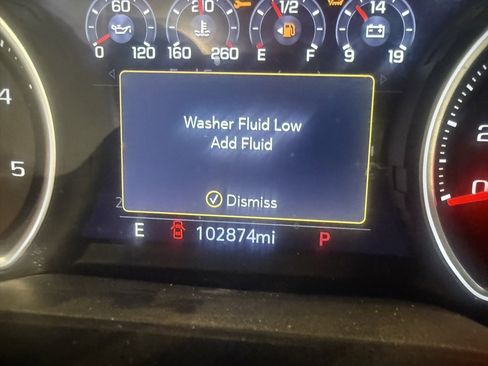 60 210 1/2 14
0 120 160 260 E F 9 19
4
5
Washer Fluid Low
Add Fluid
Dismiss
E 102874mi P